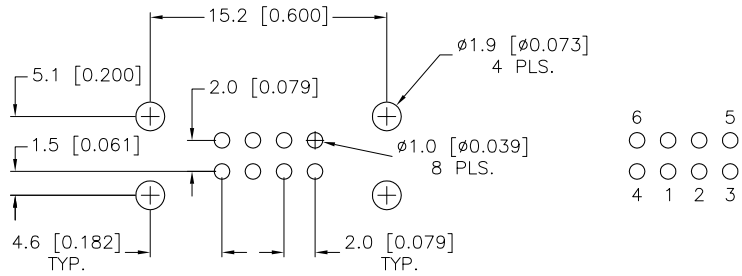 15.2 [0.600]
ø1.9 [ø0.073]
4 PLS.
5.1 [0.200]
2.0 [0.079]
1.5 [0.061]
ø1.0 [ø0.039]
8 PLS.
4.6 [0.182]
TYP.
2.0 [0.079]
TYP.
6 5
4 1 2 3